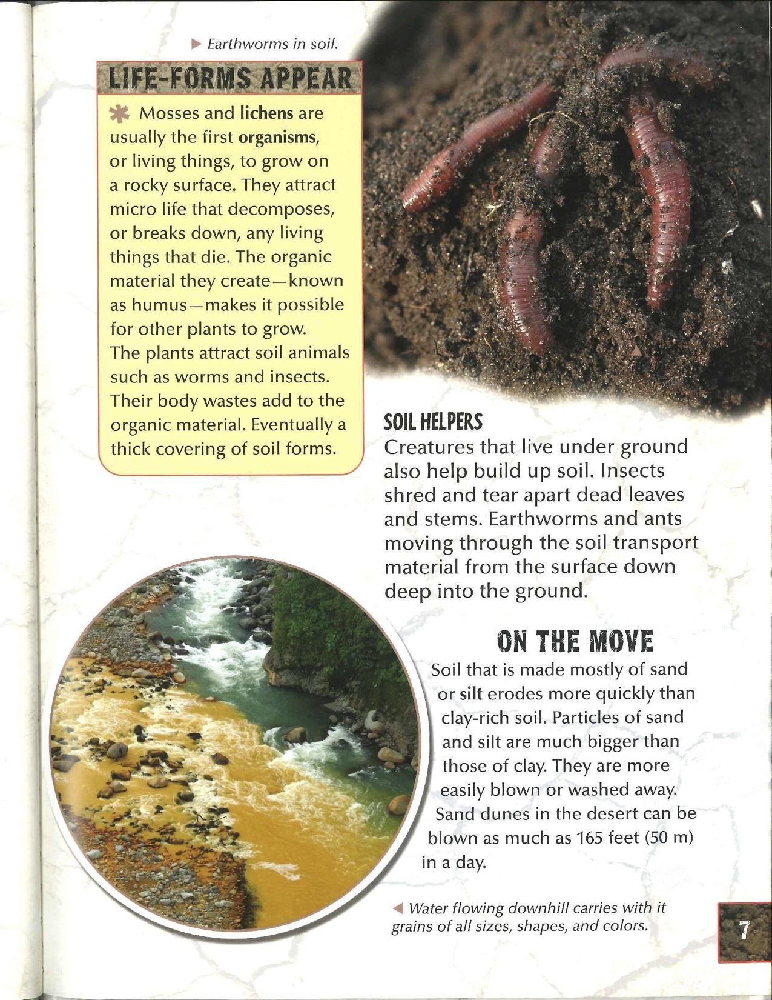 ▶ Earthworms in soil.
LIFE-FORMS APPEAR
* Mosses and lichens are
usually the first organisms,
or living things, to grow on
a rocky surface. They attract
micro life that decomposes,
or breaks down, any living
things that die. The organic
material they create—known
as humus—makes it possible
for other plants to grow.
The plants attract soil animals
such as worms and insects.
Their body wastes add to the
organic material. Eventually a
thick covering of soil forms.
SOIL HELPERS
Creatures that live under ground
also help build up soil. Insects
shred and tear apart dead leaves
and stems. Earthworms and ants
moving through the soil transport
material from the surface down
deep into the ground.
ON THE MOVE
Soil that is made mostly of sand
or silt erodes more quickly than
clay-rich soil. Particles of sand
and silt are much bigger than
those of clay. They are more
easily blown or washed away.
Sand dunes in the desert can be
blown as much as 165 feet (50 m)
in a day.
◀ Water flowing downhill carries with it
grains of all sizes, shapes, and colors.
7